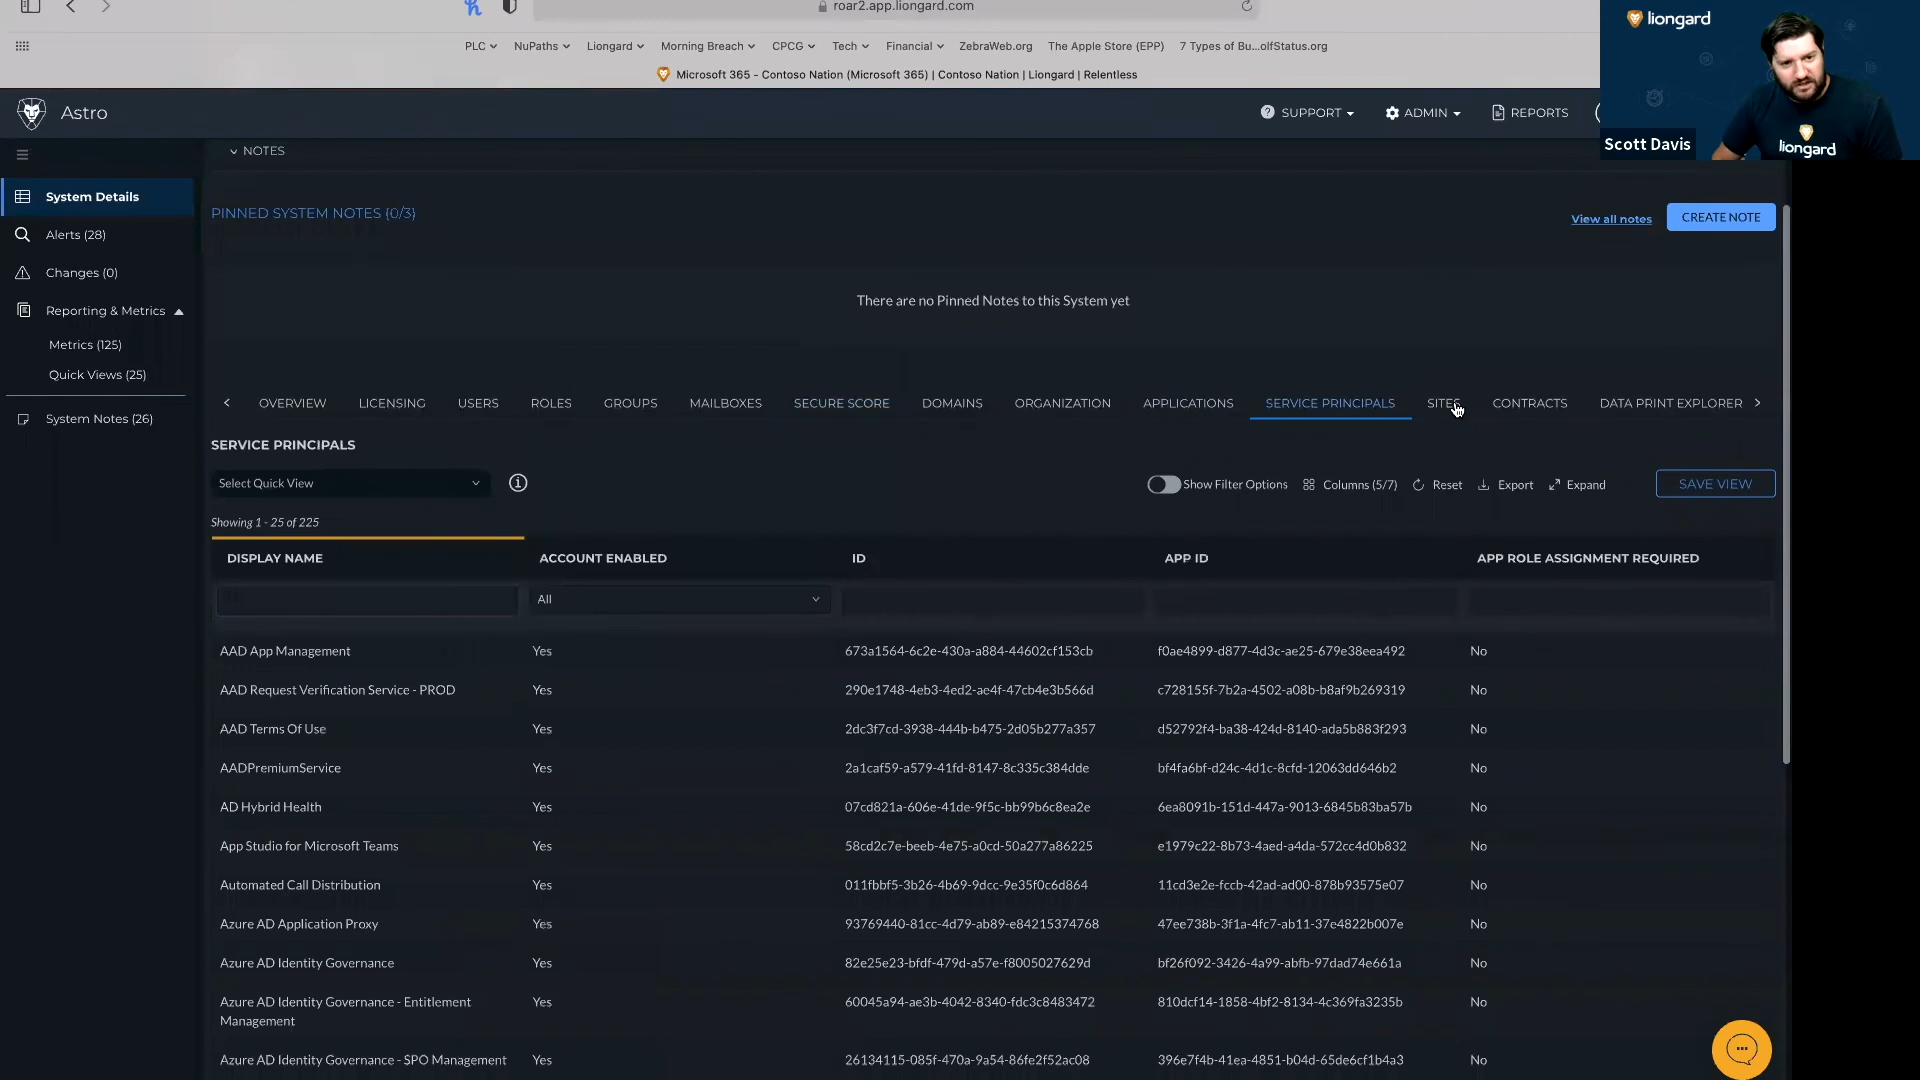 roar2.app.liongard.com
PLC
NuPaths
Liongard
Morning Breach
CPCG
Tech
Financial
ZebraWeb.org
The Apple Store (EPP)
7 Types of Bu...olfStatus.org
Microsoft 365 - Contoso Nation (Microsoft 365) | Contoso Nation | Liongard | Relentless
liongard
liongard
Scott Davis
Astro
SUPPORT
ADMIN
REPORTS
System Details
Alerts (28)
Changes (0)
Reporting & Metrics
Metrics (125)
Quick Views (25)
System Notes (26)
NOTES
PINNED SYSTEM NOTES (0/3)
View all notes
CREATE NOTE
There are no Pinned Notes to this System yet
OVERVIEW
LICENSING
USERS
ROLES
GROUPS
MAILBOXES
SECURE SCORE
DOMAINS
ORGANIZATION
APPLICATIONS
SERVICE PRINCIPALS
SITES
CONTRACTS
DATA PRINT EXPLORER
SERVICE PRINCIPALS
Select Quick View
Show Filter Options
Columns (5/7)
Reset
Export
Expand
SAVE VIEW
Showing 1 - 25 of 225
DISPLAY NAME ACCOUNT ENABLED ID APP ID APP ROLE ASSIGNMENT REQUIRED
All
AAD App Management Yes 673a1564-6c2e-430a-a884-44602cf153cb f0ae4899-d877-4d3c-ae25-679e38eea492 No
AAD Request Verification Service - PROD Yes 290e1748-4eb3-4ed2-ae4f-47cb4e3b566d c728155f-7b2a-4502-a08b-b8af9b269319 No
AAD Terms Of Use Yes 2dc3f7cd-3938-444b-b475-2d05b277a357 d52792f4-ba38-424d-8140-ada5b883f293 No
AADPremiumService Yes 2a1caf59-a579-41fd-8147-8c335c384dde bf4fa6bf-d24c-4d1c-8cfd-12063dd646b2 No
AD Hybrid Health Yes 07cd821a-606e-41de-9f5c-bb99b6c8ea2e 6ea8091b-151d-447a-9013-6845b83ba57b No
App Studio for Microsoft Teams Yes 58cd2c7e-beeb-4e75-a0cd-50a277a86225 e1979c22-8b73-4aed-a4da-572cc4d0b832 No
Automated Call Distribution Yes 011fbbf5-3b26-4b69-9dcc-9e35f0c6d864 11cd3e2e-fccb-42ad-ad00-878b93575e07 No
Azure AD Application Proxy Yes 93769440-81cc-4d79-ab89-e84215374768 47ee738b-3f1a-4fc7-ab11-37e4822b007e No
Azure AD Identity Governance Yes 82e25e23-bfdf-479d-a57e-f8005027629d bf26f092-3426-4a99-abfb-97dad74e661a No
Azure AD Identity Governance - Entitlement Yes 60045a94-ae3b-4042-8340-fdc3c8483472 810dcf14-1858-4bf2-8134-4c369fa3235b No
Management
Azure AD Identity Governance - SPO Management Yes 26134115-085f-470a-9a54-86fe2f52ac08 396e7f4b-41ea-4851-b04d-65de6cf1b4a3 No